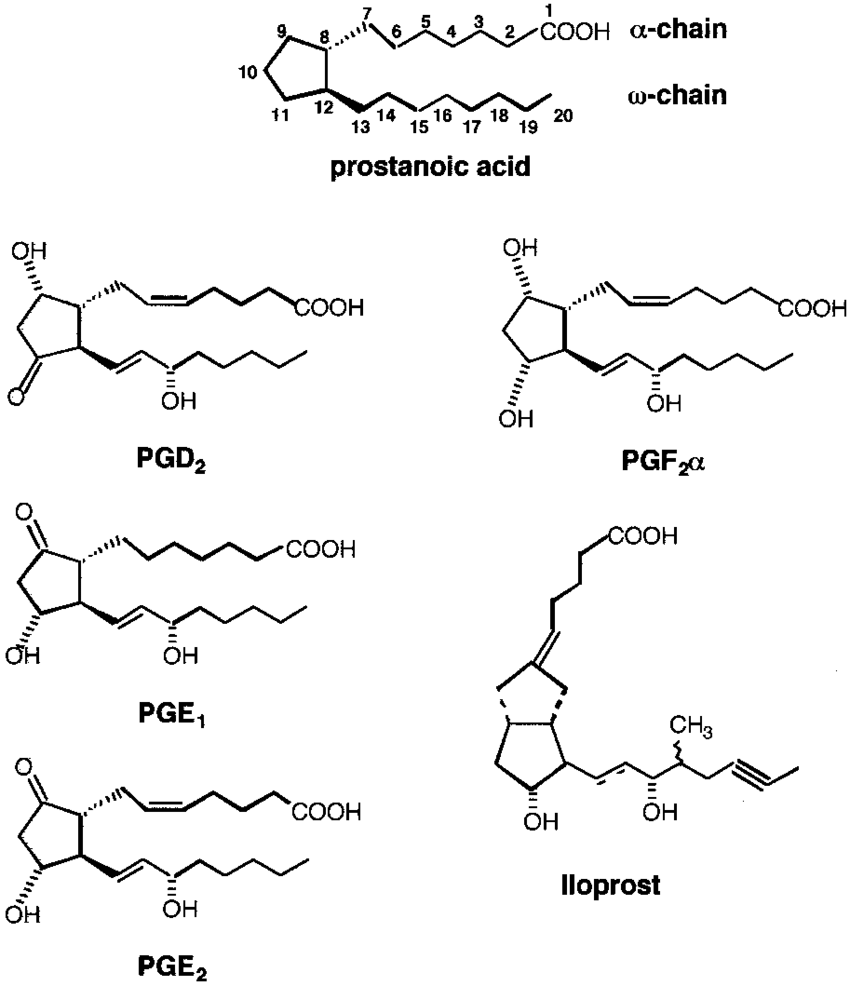 1
7
9
8
6
5
4
3
2
COOH
α-chain
10
12
11
13
14
15
16
17
18
19
20
ω-chain
prostanoic acid
OH
COOH
O
OH
PGD2
OH
COOH
OH
OH
PGF2α
O
COOH
OH
OH
PGE1
COOH
CH3
OH
OH
Iloprost
O
COOH
OH
OH
PGE2